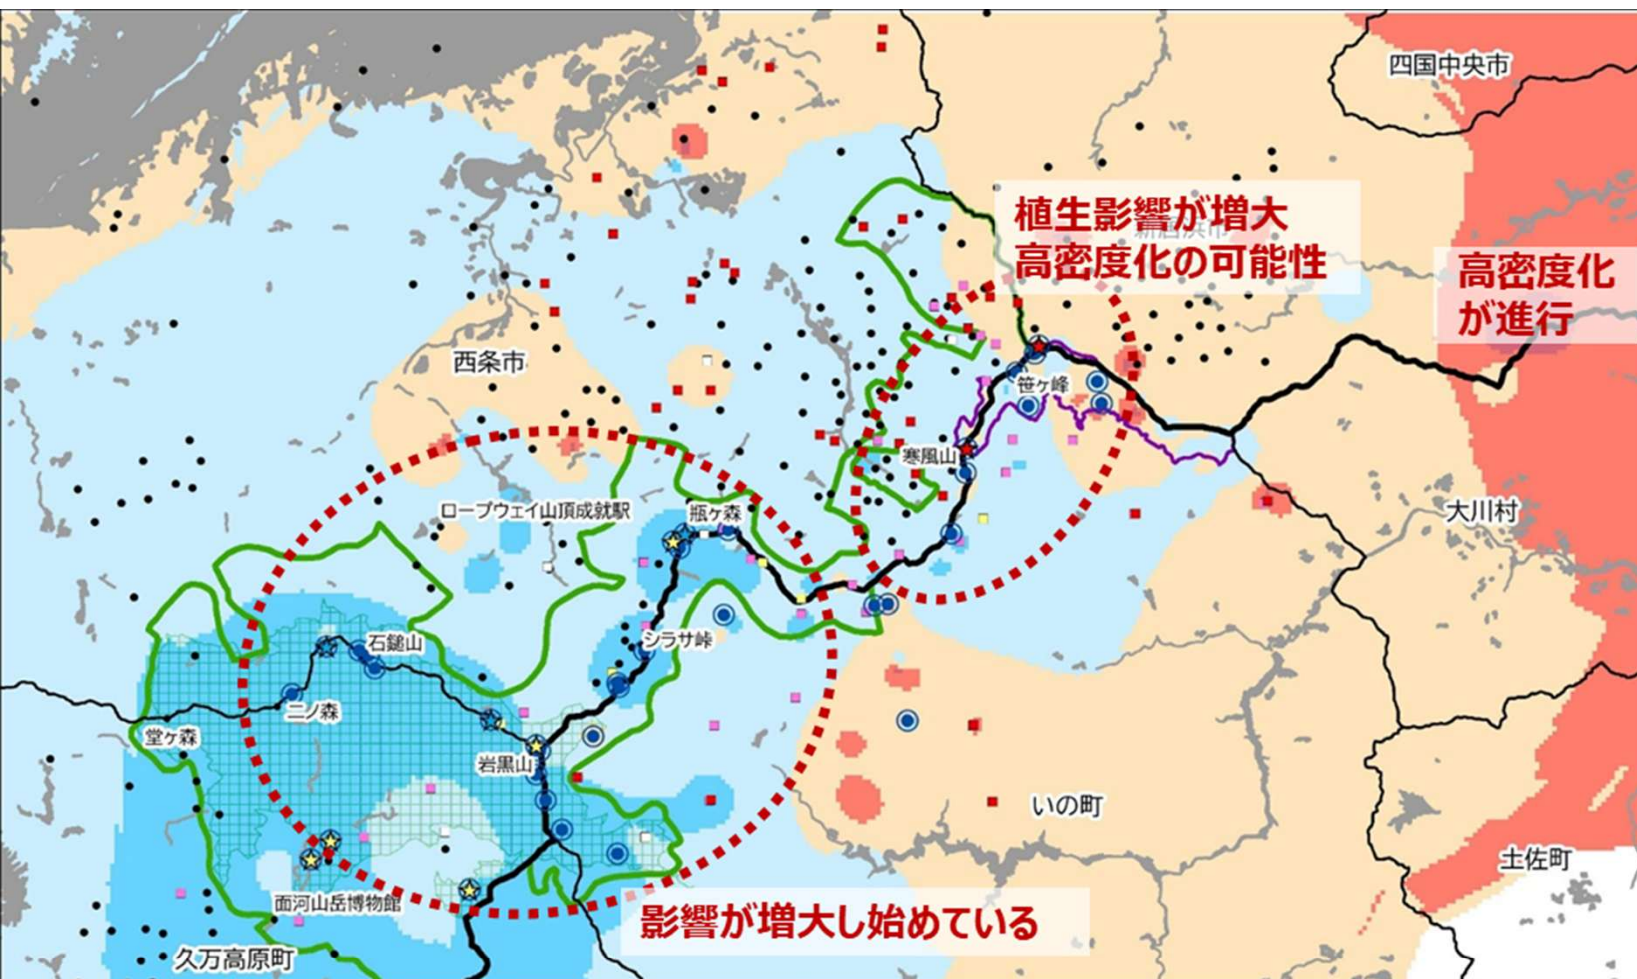 四国中央市
植生影響が増大
新居浜市
高密度化の可能性
高密度化
が進行
西条市
笹ヶ峰
寒風山
ロープウェイ山頂成就駅
瓶ヶ森
大川村
石鎚山
シラサ峠
二ノ森
堂ヶ森
岩黒山
いの町
土佐町
面河山岳博物館
影響が増大し始めている
久万高原町